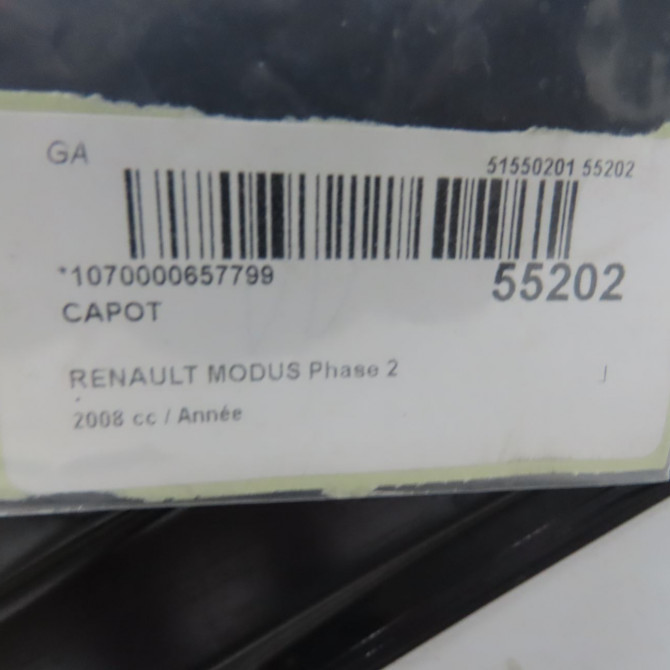 GA
51550201 55202
*1070000657799
55202
CAPOT
RENAULT MODUS Phase 2
J
2008 cc / Année